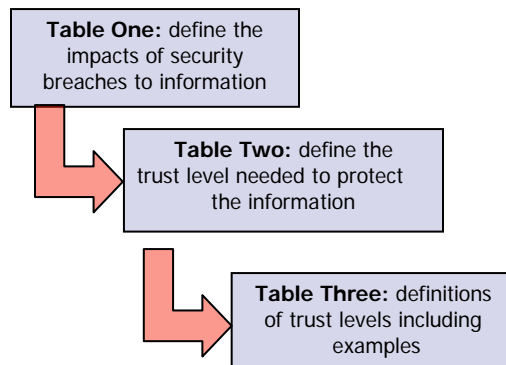 Table One: define the
impacts of security
breaches to information
Table Two: define the
trust level needed to protect
the information
Table Three: definitions
of trust levels including
examples